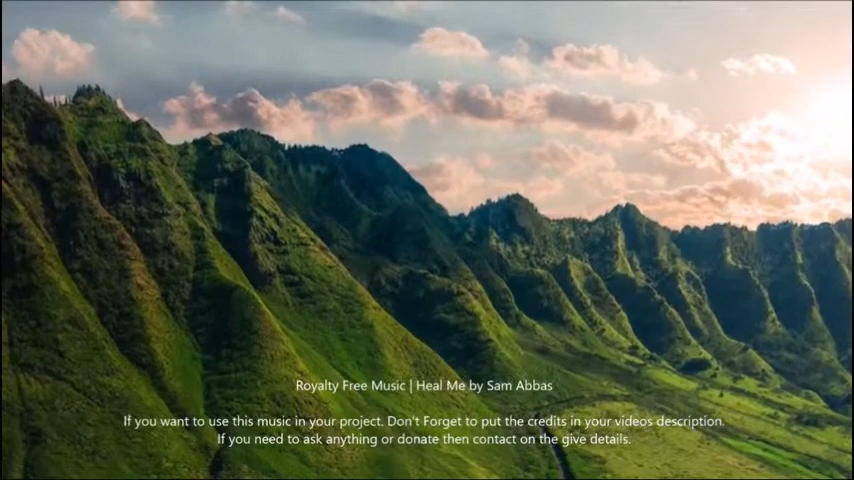 Royalty Free Music | Heal Me by Sam Abbas
If you want to use this music in your project. Don't Forget to put the credits in your videos description.
If you need to ask anything or donate then contact on the give details.